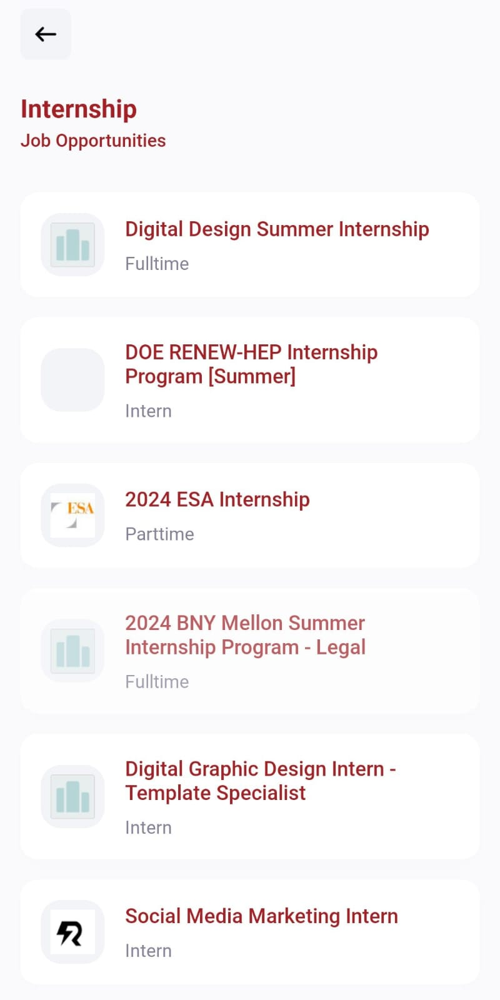 Internship
Job Opportunities
Digital Design Summer Internship
Fulltime
DOE RENEW-HEP Internship
Program [Summer]
Intern
ESA
2024 ESA Internship
Parttime
2024 BNY Mellon Summer
Internship Program - Legal
Fulltime
Digital Graphic Design Intern -
Template Specialist
Intern
Social Media Marketing Intern
Intern